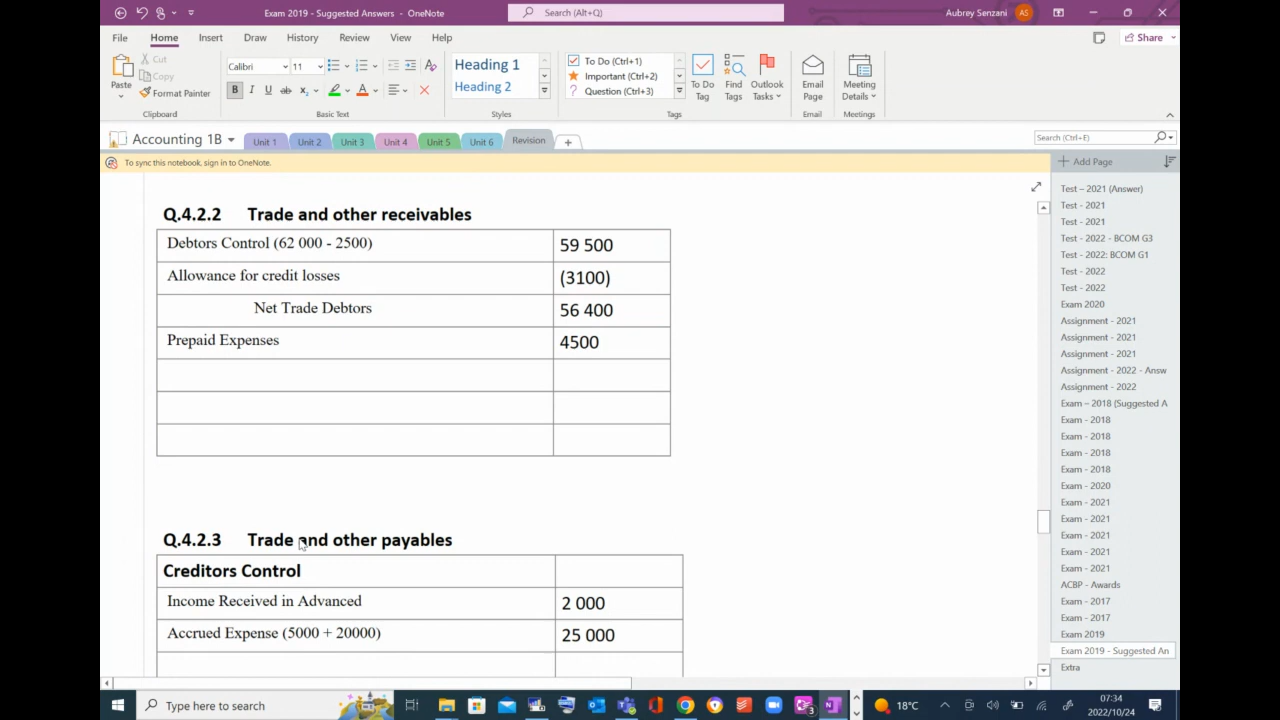 Exam 2019 - Suggested Answers - OneNote
Search (Alt+Q)
Aubrey Senzani
AS
File
Home
Insert
Draw
History
Review
View
Help
Share
Paste
Cut
Copy
Format Painter
Clipboard
Calibri
11
Basic Text
Heading 1
Heading 2
Styles
To Do (Ctrl+1)
Important (Ctrl+2)
Question (Ctrl+3)
To Do Tag
Find Tags
Outlook Tasks
Tags
Email Page
Email
Meeting Details
Meetings
Accounting 1B
Unit 1
Unit 2
Unit 3
Unit 4
Unit 5
Unit 6
Revision
Search (Ctrl+E)
To sync this notebook, sign in to OneNote.
Q.4.2.2 Trade and other receivables
Debtors Control (62 000 - 2500) 59 500
Allowance for credit losses (3100)
Net Trade Debtors 56 400
Prepaid Expenses 4500
Q.4.2.3 Trade and other payables
Creditors Control
Income Received in Advanced 2 000
Accrued Expense (5000 + 20000) 25 000
Add Page
Test – 2021 (Answer)
Test - 2021
Test - 2021
Test - 2022 - BCOM G3
Test - 2022: BCOM G1
Test - 2022
Test - 2022
Exam 2020
Assignment - 2021
Assignment - 2021
Assignment - 2021
Assignment - 2022 - Answ
Assignment - 2022
Exam – 2018 (Suggested A
Exam - 2018
Exam - 2018
Exam - 2018
Exam - 2018
Exam - 2020
Exam - 2021
Exam - 2021
Exam - 2021
Exam - 2021
Exam - 2021
ACBP - Awards
Exam - 2017
Exam - 2017
Exam 2019
Exam 2019 - Suggested An
Extra
Type here to search
18°C
07:34
2022/10/24